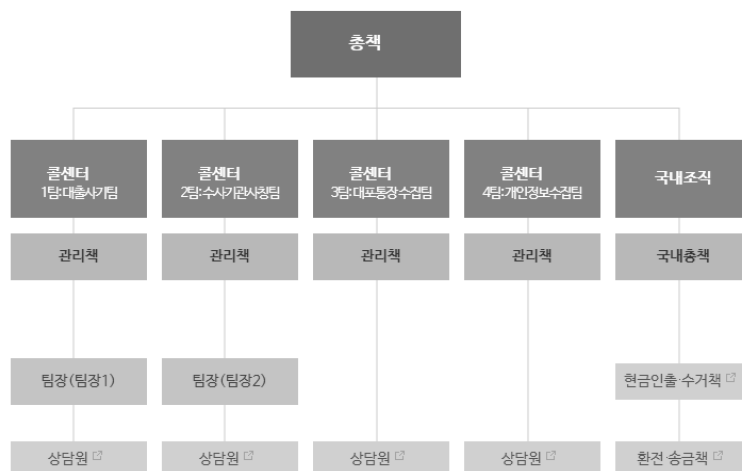 총책
콜센터
1팀:대출사기팀
콜센터
2팀:수사기관사칭팀
콜센터
3팀:대포통장수집팀
콜센터
4팀:개인정보수집팀
국내조직
관리책
관리책
관리책
관리책
국내총책
팀장(팀장1)
팀장(팀장2)
현금인출·수거책
상담원
상담원
상담원
상담원
환전·송금책